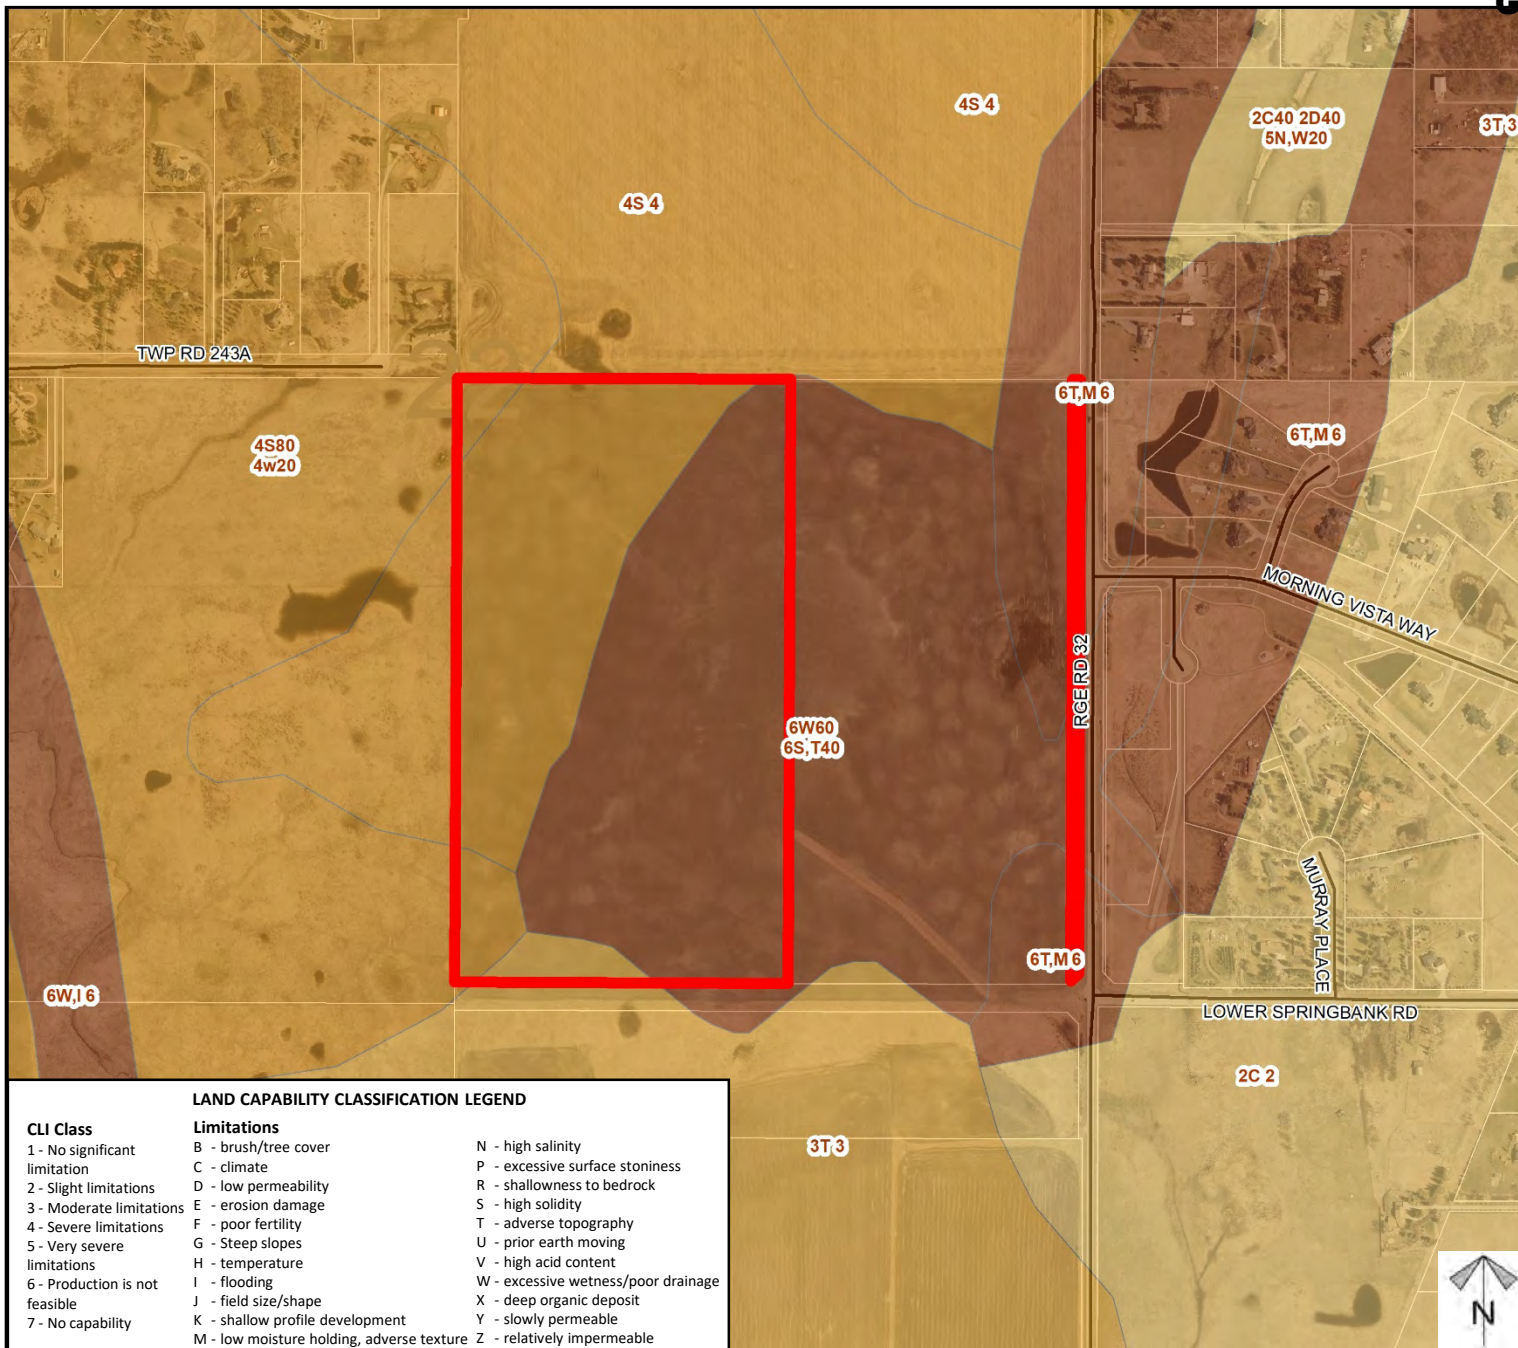 4S 4
2C40 2D40
5N,W20
3T 3
4S 4
TWP RD 243A
6T,M 6
6T,M 6
4S80
4w20
MORNING VISTA WAY
RGE RD 32
6W60
6S,T40
MURRAY PLACE
6T,M 6
6W,I 6
LOWER SPRINGBANK RD
2C 2
3T 3
LAND CAPABILITY CLASSIFICATION LEGEND
CLI Class
1 - No significant
limitation
2 - Slight limitations
3 - Moderate limitations
4 - Severe limitations
5 - Very severe
limitations
6 - Production is not
feasible
7 - No capability
Limitations
B - brush/tree cover
C - climate
D - low permeability
E - erosion damage
F - poor fertility
G - Steep slopes
H - temperature
I - flooding
J - field size/shape
K - shallow profile development
M - low moisture holding, adverse texture
N - high salinity
P - excessive surface stoniness
R - shallowness to bedrock
S - high solidity
T - adverse topography
U - prior earth moving
V - high acid content
W - excessive wetness/poor drainage
X - deep organic deposit
Y - slowly permeable
Z - relatively impermeable
N